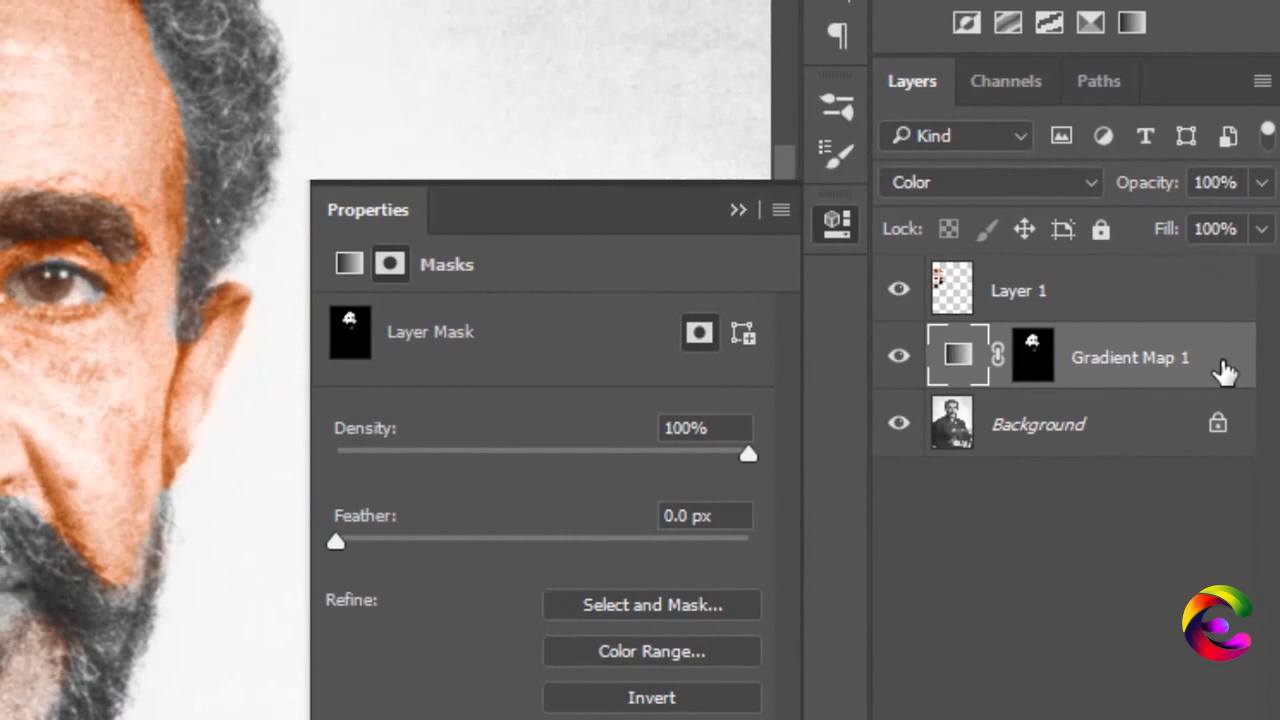 Layers Channels Paths
Kind
Color Opacity: 100%
Lock: Fill: 100%
Layer 1
Gradient Map 1
Background
Properties
Masks
Layer Mask
Density: 100%
Feather: 0.0 px
Refine: Select and Mask...
Color Range...
Invert